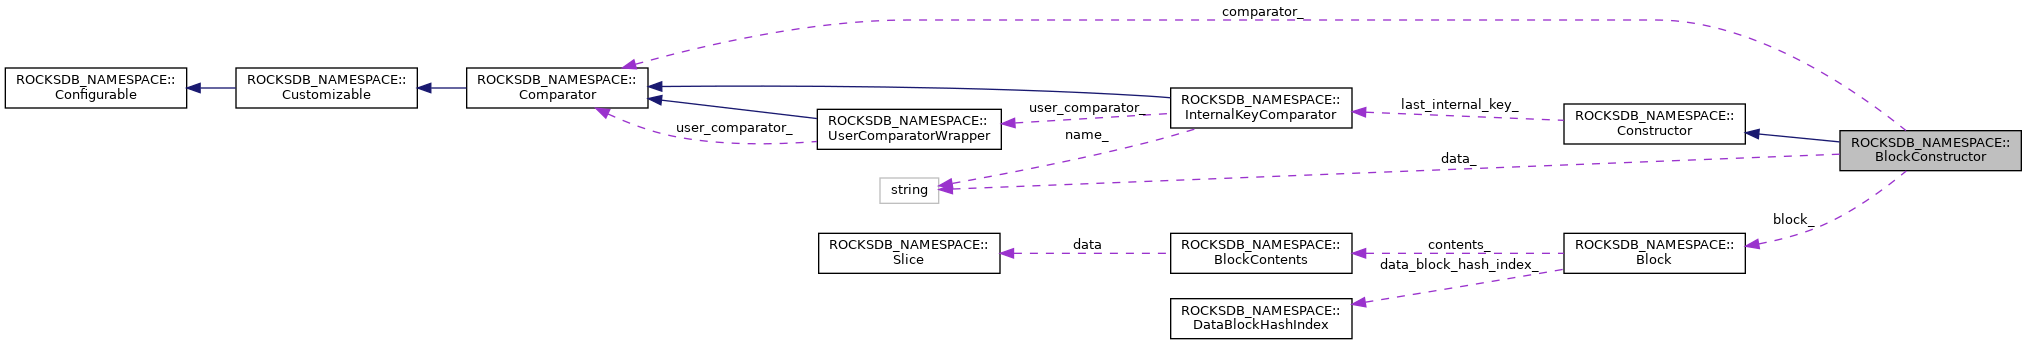 comparator_
ROCKSDB_NAMESPACE::
Configurable
ROCKSDB_NAMESPACE::
Customizable
ROCKSDB_NAMESPACE::
Comparator
user_comparator_
ROCKSDB_NAMESPACE::
UserComparatorWrapper
user_comparator_
name_
ROCKSDB_NAMESPACE::
InternalKeyComparator
last_internal_key_
ROCKSDB_NAMESPACE::
Constructor
ROCKSDB_NAMESPACE::
BlockConstructor
data_
string
block_
ROCKSDB_NAMESPACE::
Slice
data
ROCKSDB_NAMESPACE::
BlockContents
contents_
data_block_hash_index_
ROCKSDB_NAMESPACE::
Block
ROCKSDB_NAMESPACE::
DataBlockHashIndex